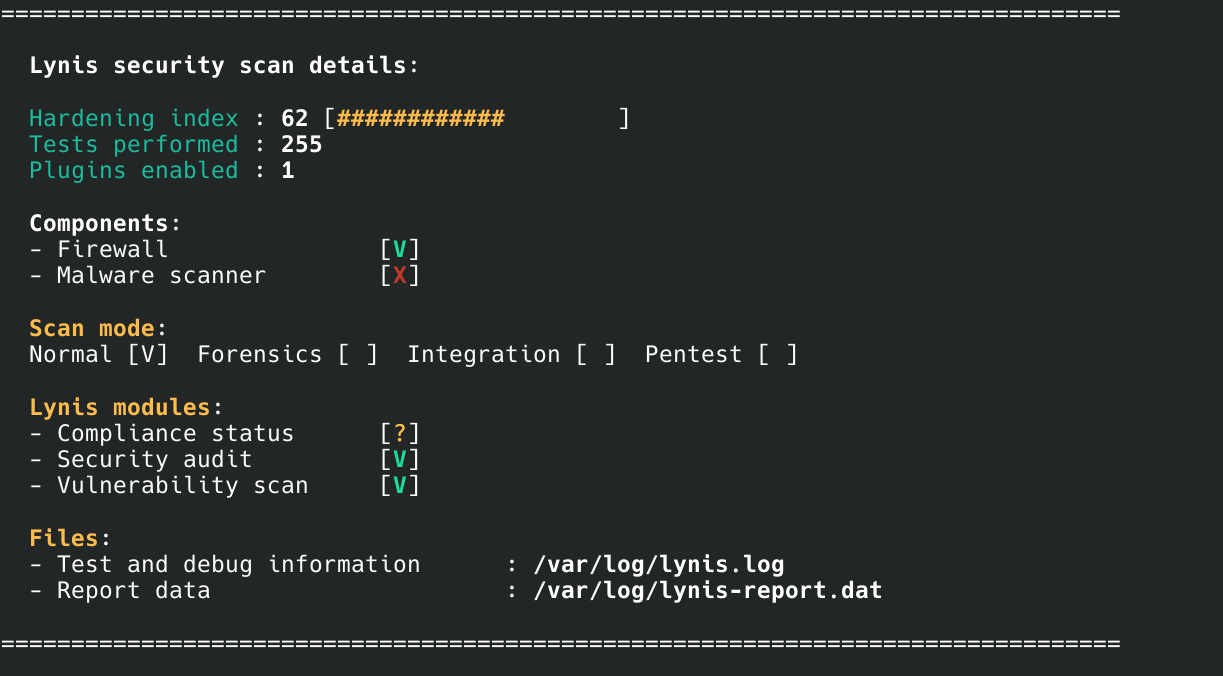 ================================================================================
Lynis security scan details:
Hardening index : 62 [############        ]
Tests performed : 255
Plugins enabled : 1
Components:
- Firewall               [V]
- Malware scanner        [X]
Scan mode:
Normal [V]  Forensics [ ]  Integration [ ]  Pentest [ ]
Lynis modules:
- Compliance status      [?]
- Security audit         [V]
- Vulnerability scan     [V]
Files:
- Test and debug information      : /var/log/lynis.log
- Report data                     : /var/log/lynis-report.dat
================================================================================